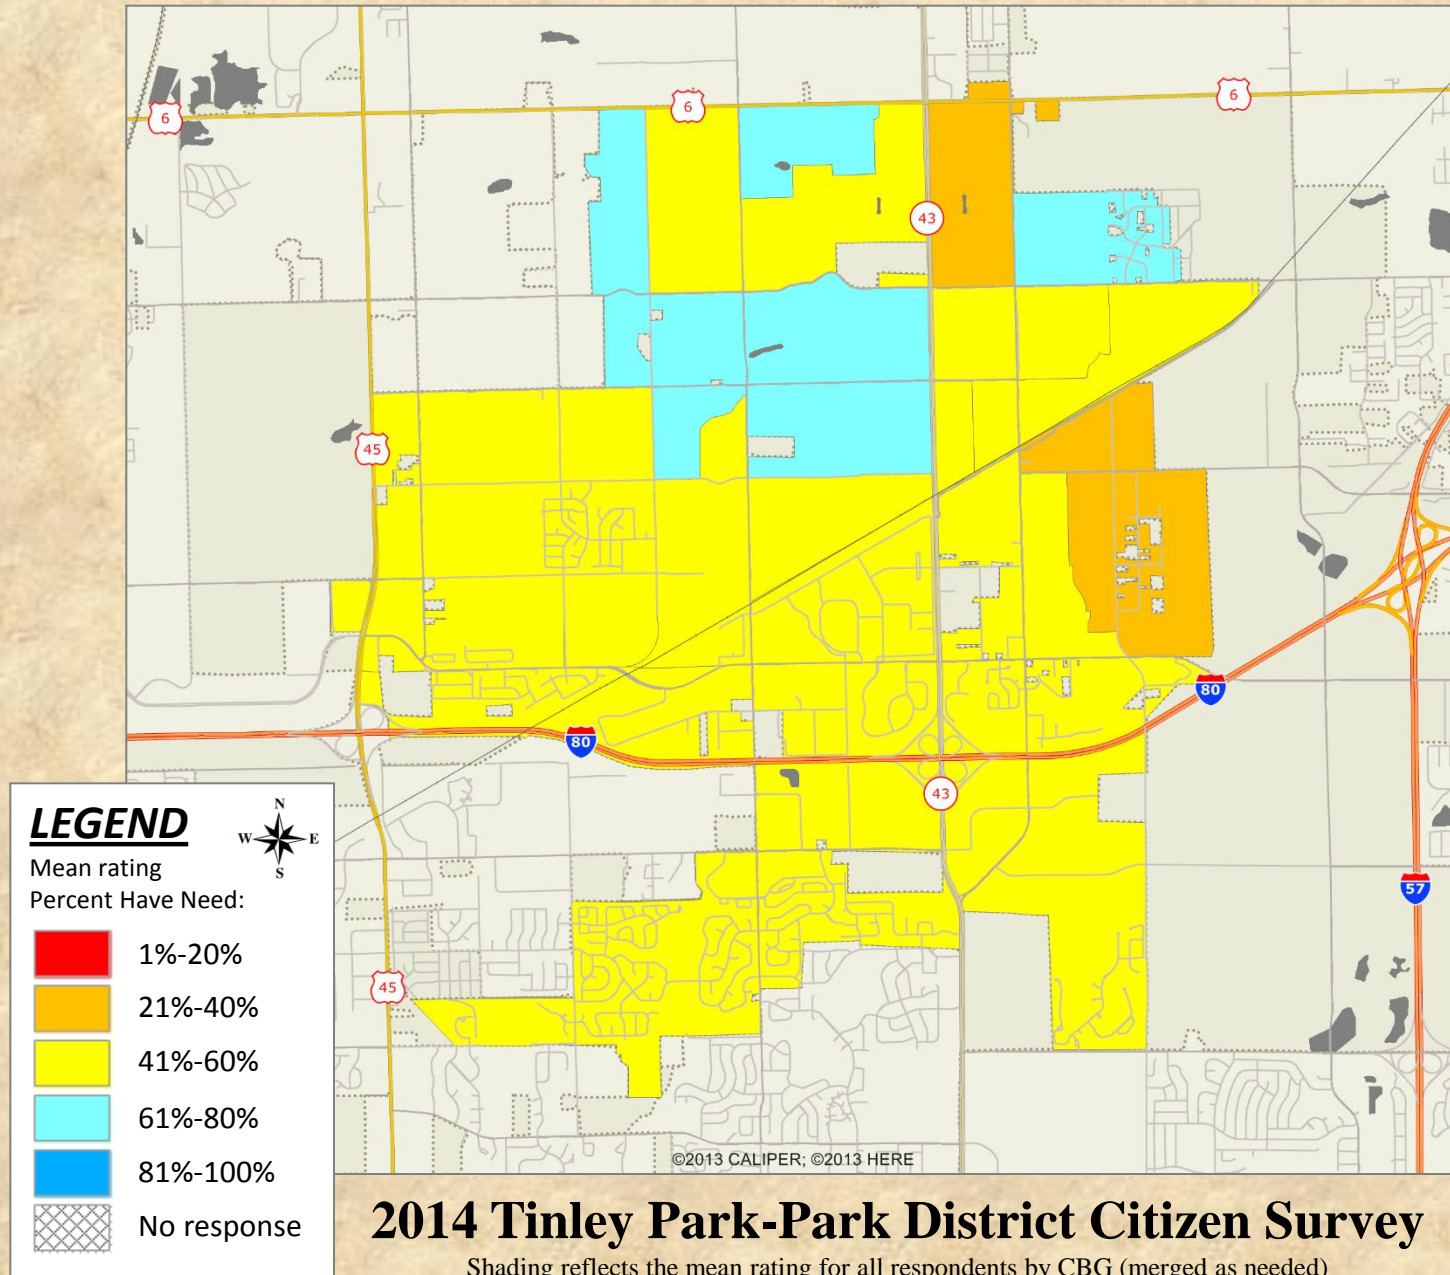 6
6
6
43
45
80
80
43
57
45
LEGEND
N
W E
S
Mean rating
Percent Have Need:
1%-20%
21%-40%
41%-60%
61%-80%
81%-100%
No response
©2013 CALIPER; ©2013 HERE
2014 Tinley Park-Park District Citizen Survey
Shading reflects the mean rating for all respondents by CBG (merged as needed)